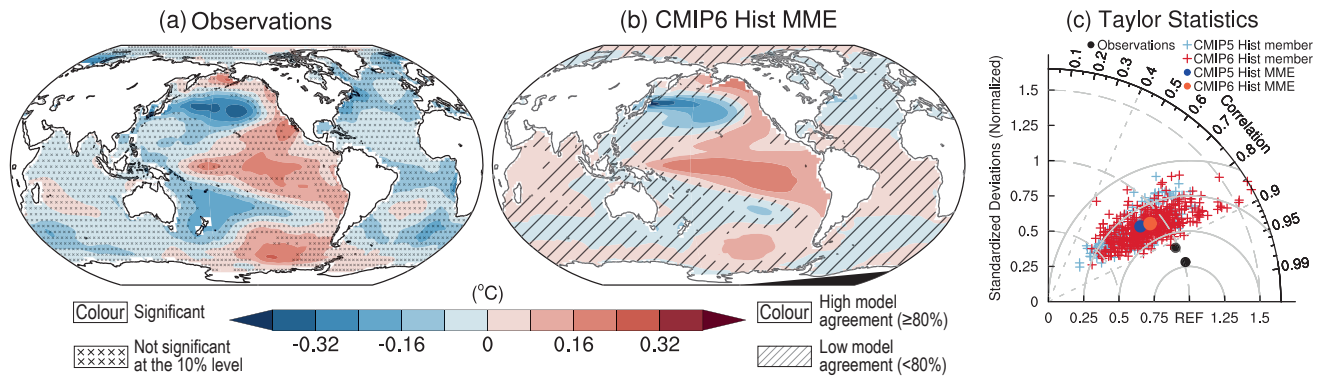 (a) Observations
(b) CMIP6 Hist MME
(c) Taylor Statistics
Observations
CMIP5 Hist member
CMIP6 Hist member
CMIP5 Hist MME
CMIP6 Hist MME
0.1 0.2 0.3 0.4 0.5 0.6 0.7 0.8 0.9 0.95 0.99
Correlation
Standardized Deviations (Normalized)
1.5
1.5
1
0.75
0.5
0.25
0
0 0.25 0.5 0.75 REF 1.25 1.5
(°C)
-0.32 -0.16 0 0.16 0.32
Colour Significant
Not significant
at the 10% level
Colour High model
agreement (≥80%)
Low model
agreement (<80%)